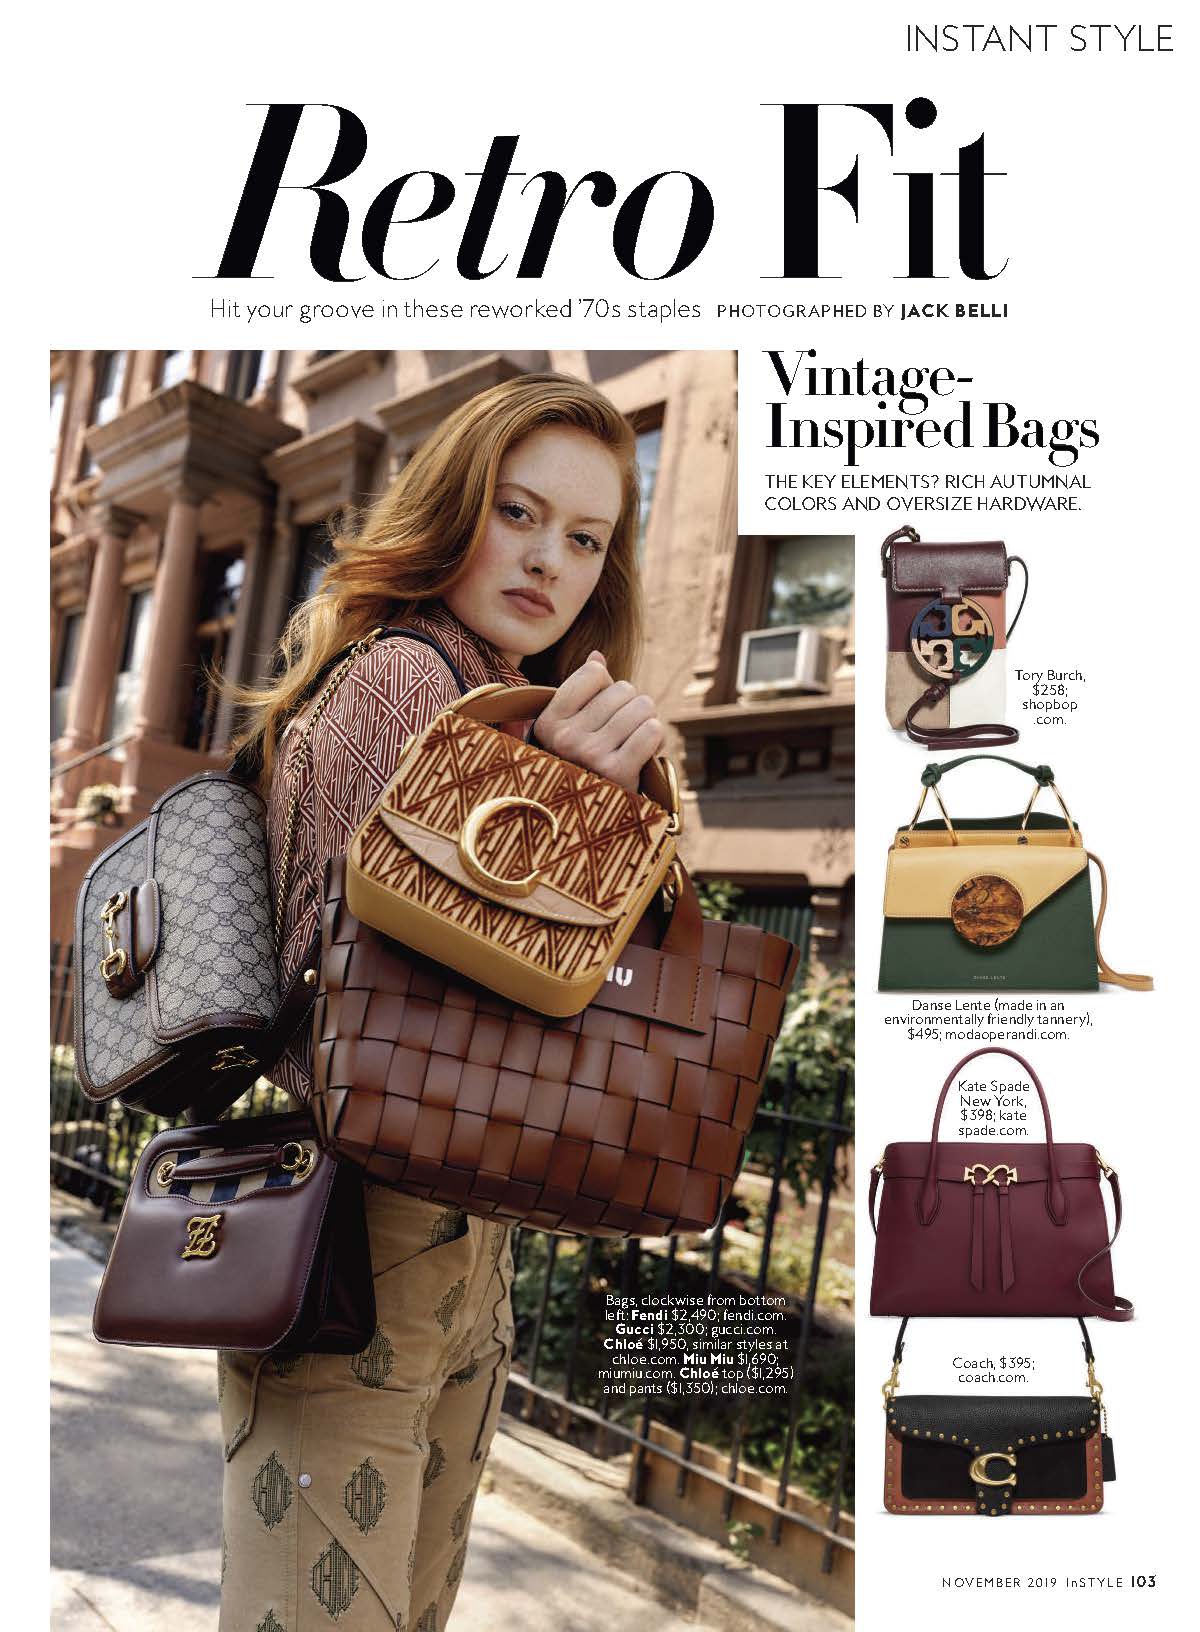 INSTANT STYLE
Retro Fit
Hit your groove in these reworked ’70s staples PHOTOGRAPHED BY JACK BELLI
Vintage-
Inspired Bags
THE KEY ELEMENTS? RICH AUTUMNAL
COLORS AND OVERSIZE HARDWARE.
Tory Burch,
$258;
shopbop
.com.
DANSE LENTE
Danse Lente (made in an
environmentally friendly tannery),
$495; modaoperandi.com.
Kate Spade
New York,
$398; kate
spade.com.
Coach, $395;
coach.com.
IU
Bags, clockwise from bottom
left: Fendi $2,490; fendi.com.
Gucci $2,300; gucci.com.
Chloé $1,950, similar styles at
chloe.com. Miu Miu $1,690;
miumiu.com. Chloé top ($1,295)
and pants ($1,350); chloe.com.
NOVEMBER 2019 InSTYLE 103